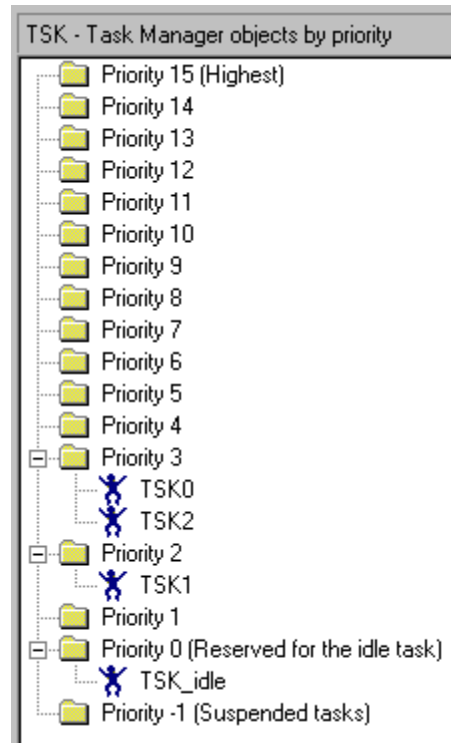 TSK - Task Manager objects by priority
Priority 15 (Highest)
Priority 14
Priority 13
Priority 12
Priority 11
Priority 10
Priority 9
Priority 8
Priority 7
Priority 6
Priority 5
Priority 4
Priority 3
TSK0
TSK2
Priority 2
TSK1
Priority 1
Priority 0 (Reserved for the idle task)
TSK_idle
Priority -1 (Suspended tasks)